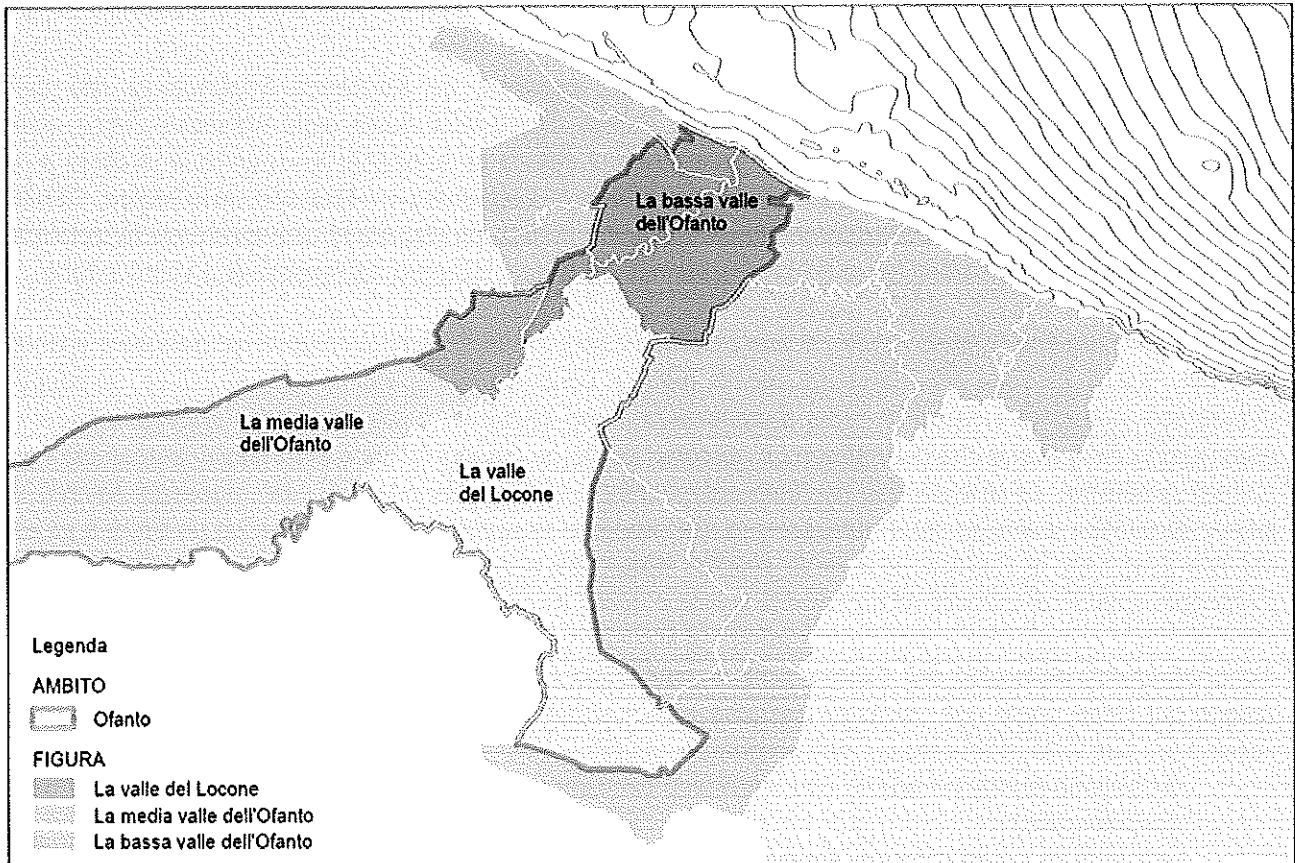 La bassa valle
dell'Ofanto
La media valle
dell'Ofanto
La valle
del Locone
Legenda
AMBITO
Ofanto
FIGURA
La valle del Locone
La media valle dell'Ofanto
La bassa valle dell'Ofanto